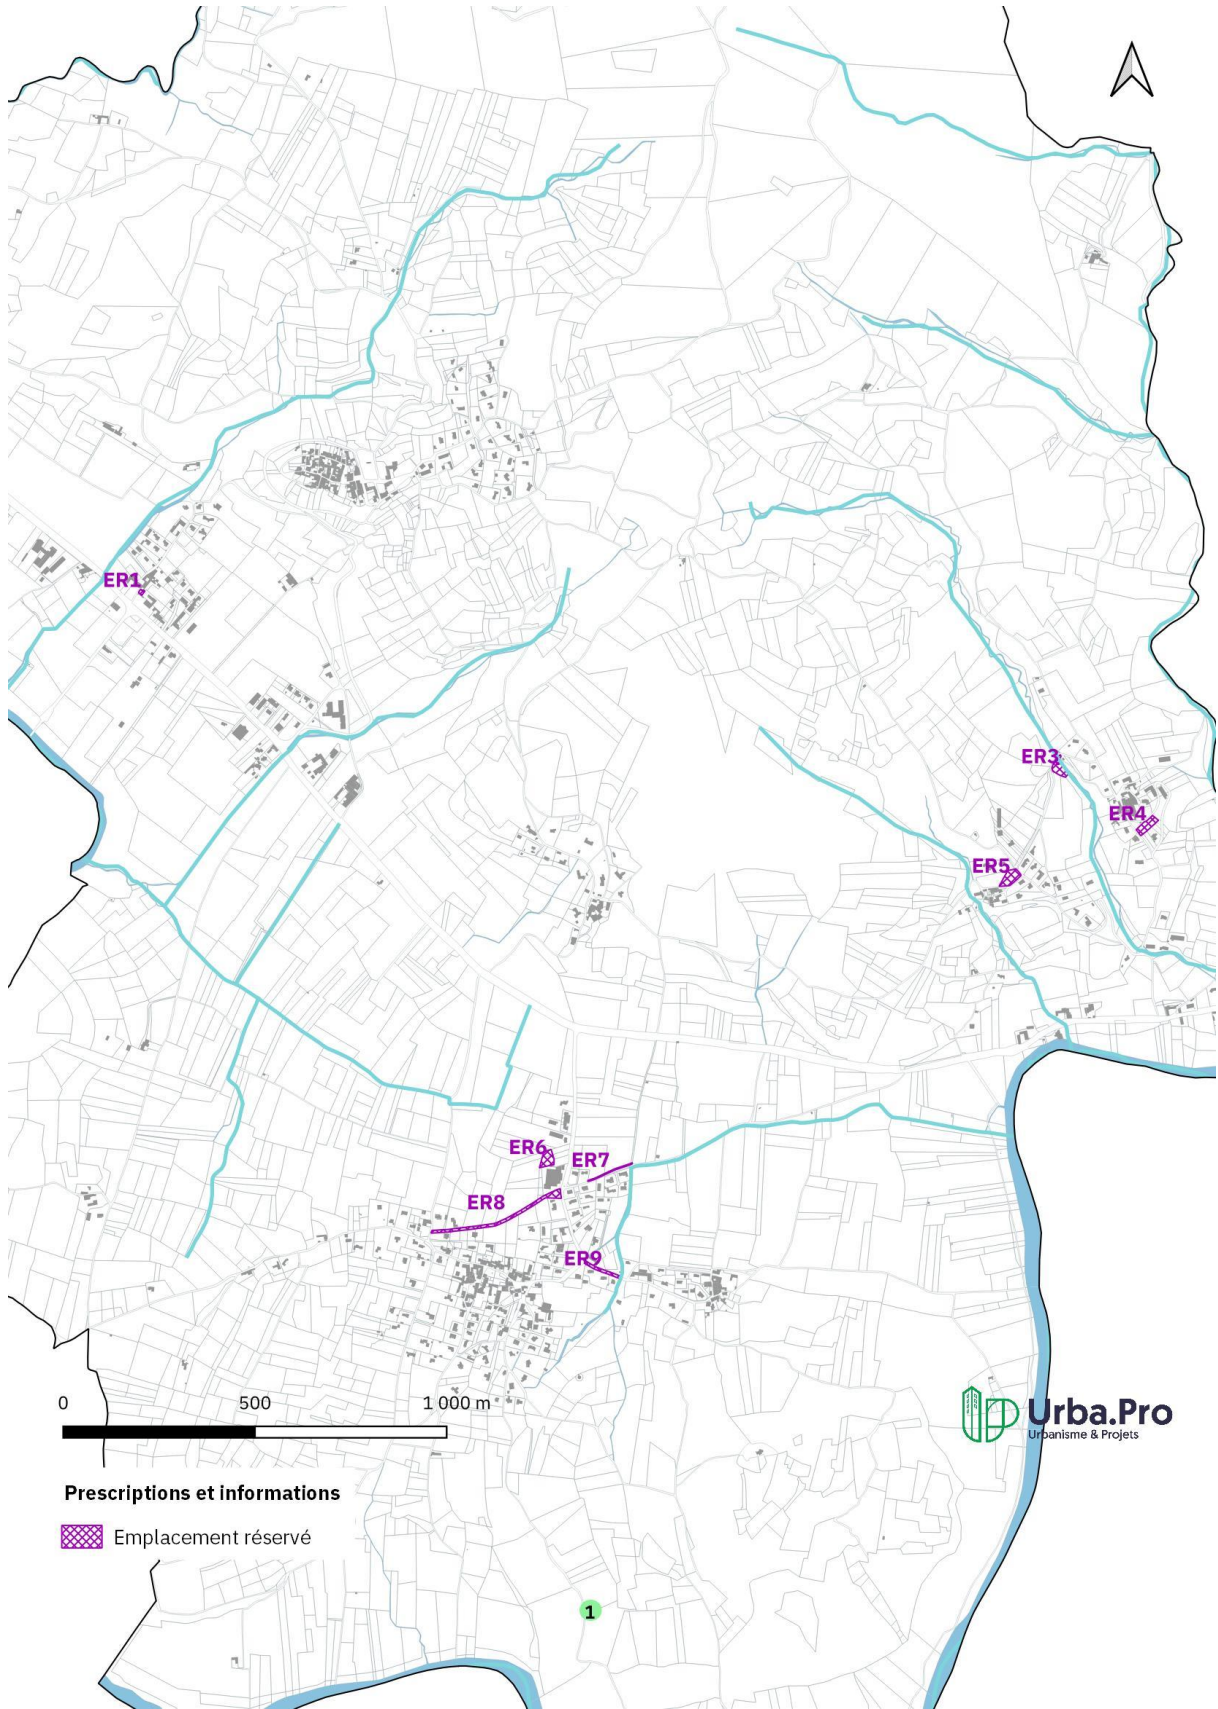 ER1
ER3
ER4
ER5
ER6
ER7
ER8
ER9
0 500 1 000 m
Urba.Pro
Urbanisme & Projets
Prescriptions et informations
Emplacement réservé
1